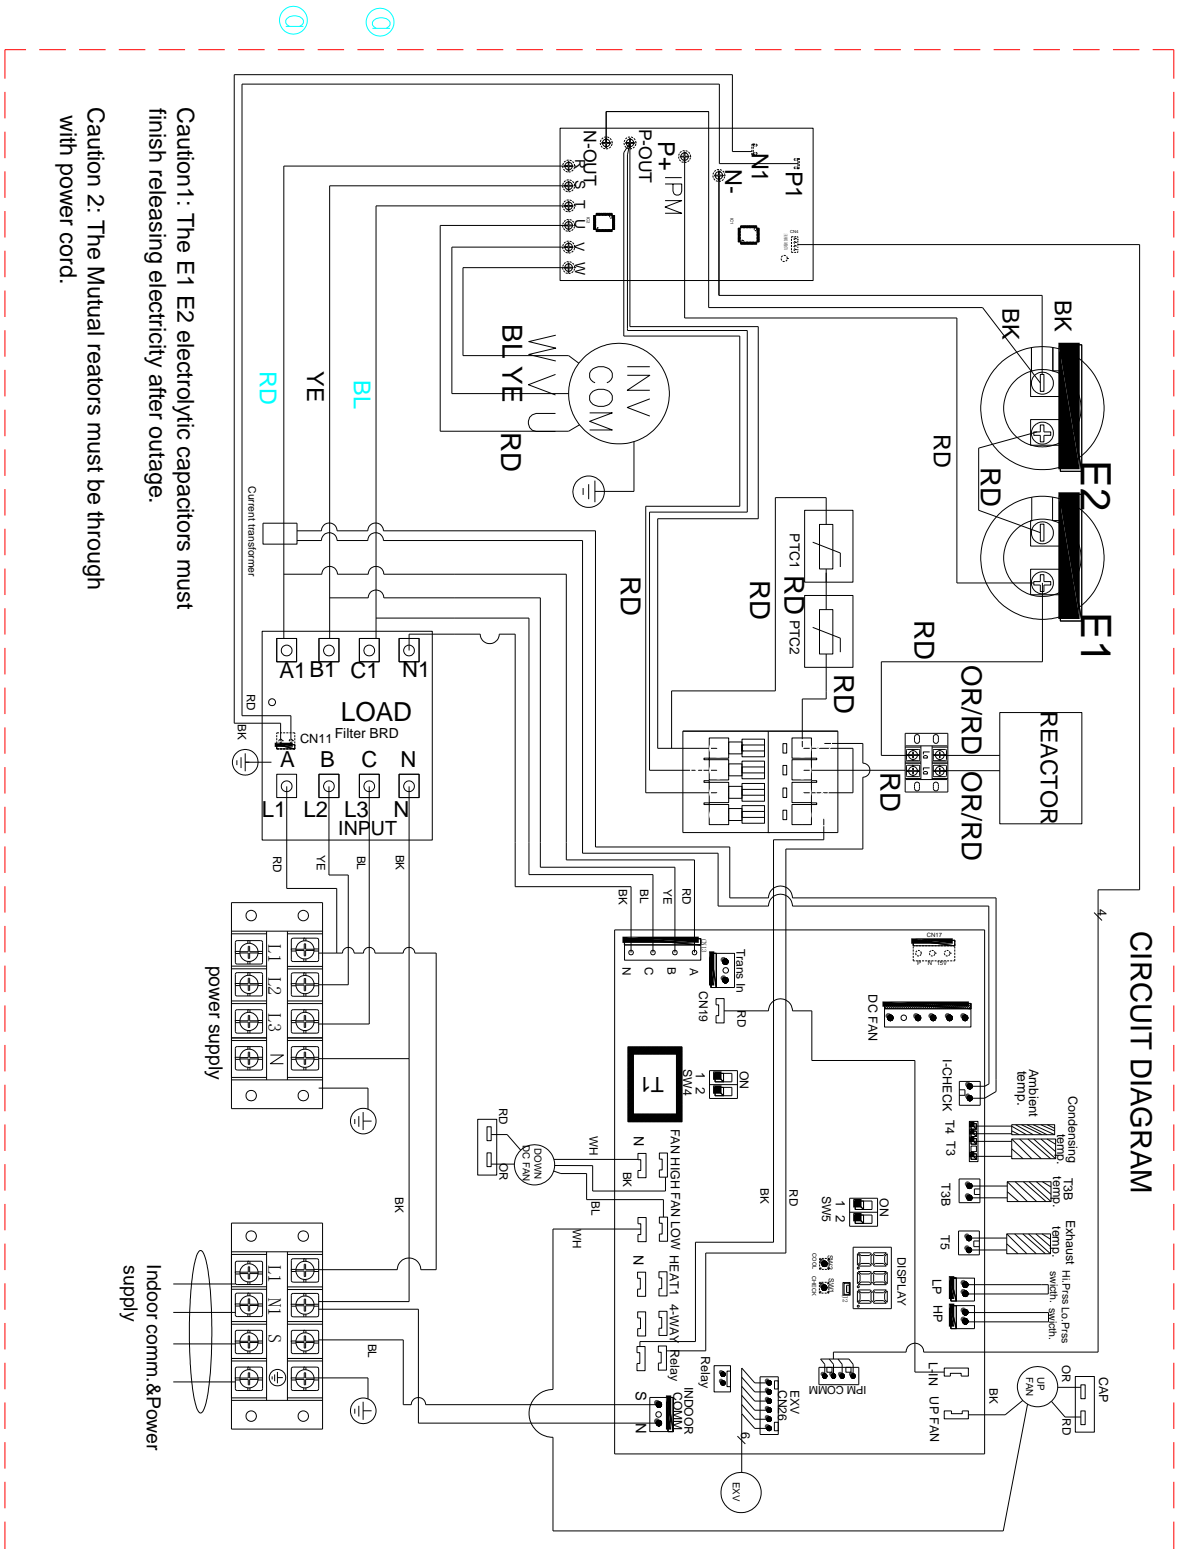 CIRCUIT DIAGRAM
P1
N1
N-
P+
IPM
P-OUT
N-OUT
R
S
T
U
V
W
BK
BK
RD
RD
E2
E1
RD
OR/RD
OR/RD
REACTOR
RD
INV
COM
W
V
U
BL
YE
RD
PTC1
PTC2
RD
RD
RD
RD
RD
YE
BL
Current transformer
Caution1: The E1 E2 electrolytic capacitors must
finish releasing electricity after outage.
Caution 2: The Mutual reators must be through
with power cord.
A1
B1
C1
N1
LOAD
Filter BRD
CN11
RD
BK
A
B
C
N
L1
L2
L3
N
INPUT
RD
YE
BL
BK
L1
L2
L3
N
power supply
BK
L1
N1
S
BL
Indoor comm.&Power
supply
BK
BL
YE
RD
N
C
B
A
Trans In
CN19
RD
T1
ON
1 2
SW4
CN17
P N 15V
DC FAN
I-CHECK
Ambient
temp.
Condensing
temp.
T4
T3
T3B
temp.
T3B
Exhaust
temp.
T5
Hi.Prss
swicth.
Lo.Prss
swicth.
LP
HP
ON
1 2
SW5
DISPLAY
COOL
CHECK
RD
BK
DOWN
DC FAN
RD
OR
WH
BK
BL
WH
FAN HIGH
N
FAN LOW
N
HEAT1
4-WAY
Relay
Relay
INDOOR
COMM
S
N
EXV
CN26
6
EXV
IPM COMM
4
L-IN
UP FAN
BK
UP
FAN
OR
RD
CAP